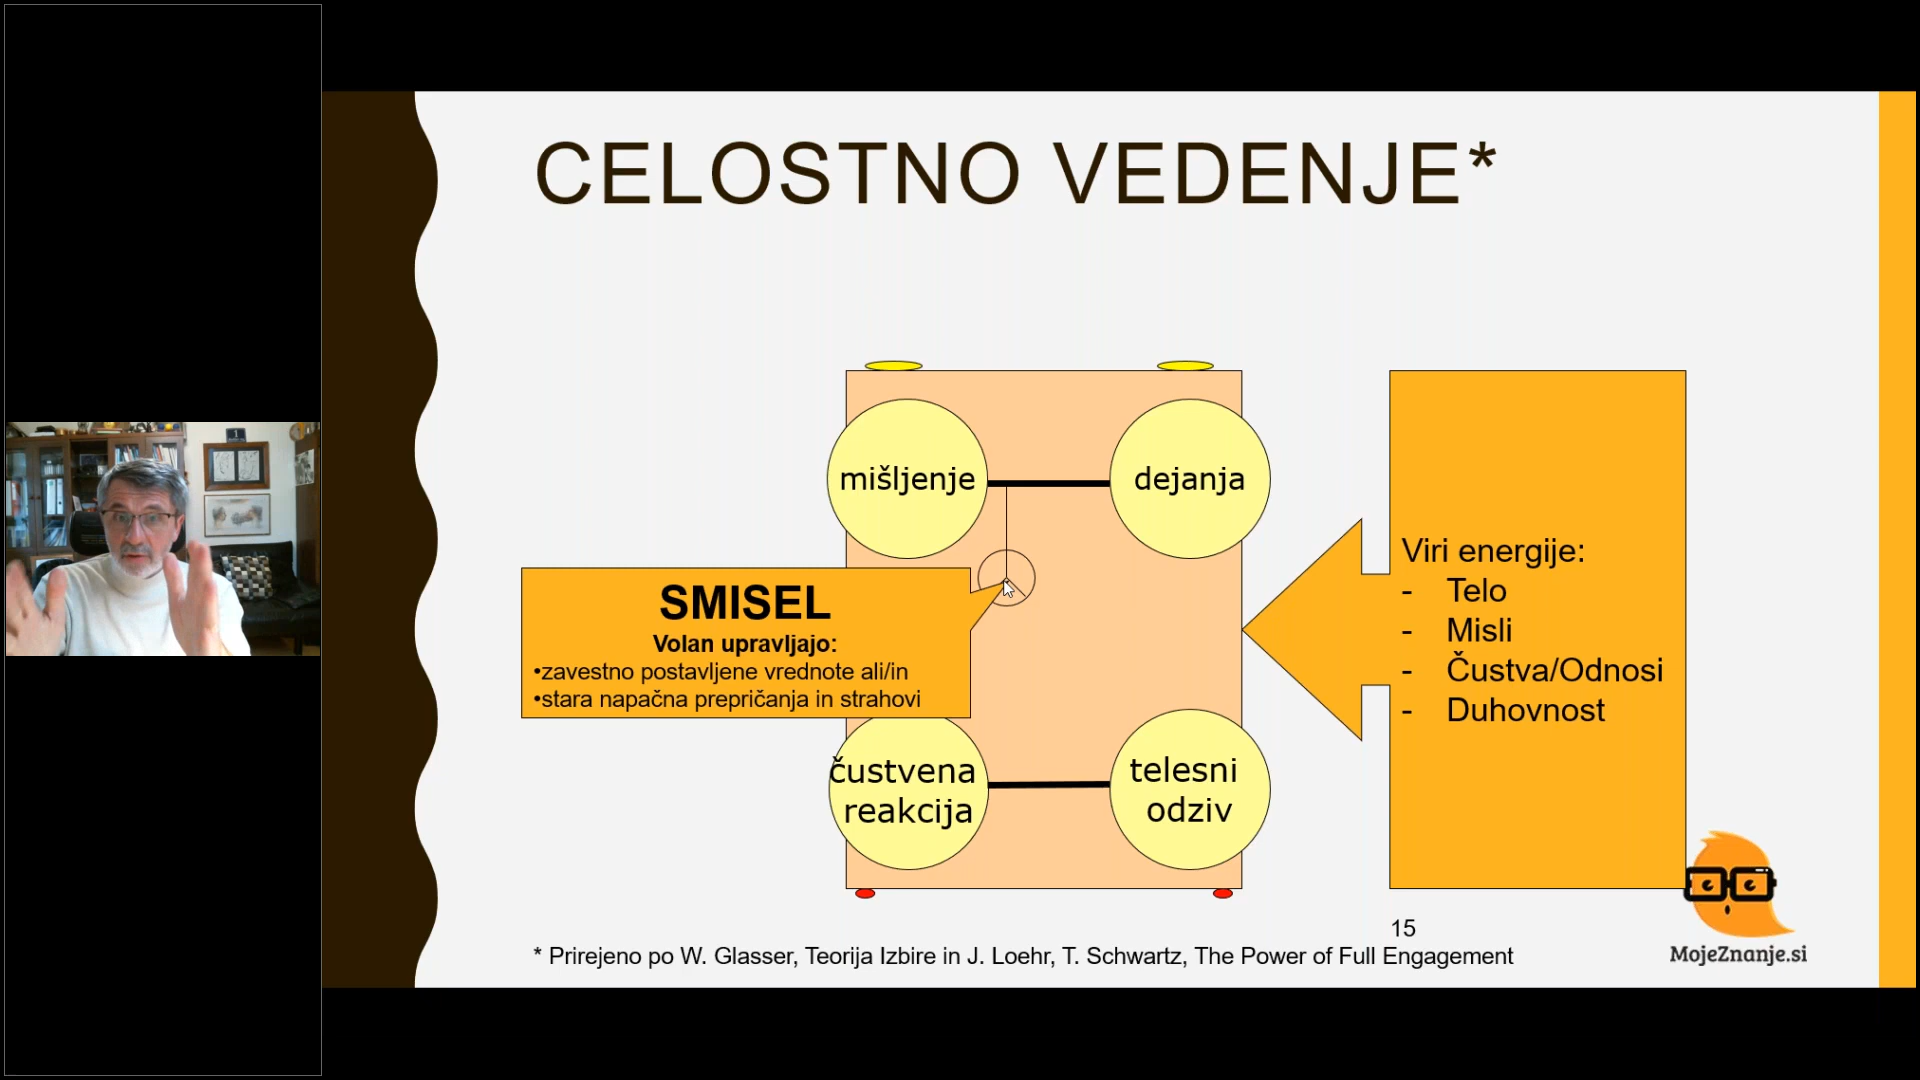 CELOSTNO VEDENJE*
mišljenje
dejanja
SMISEL
Volan upravljajo:
•zavestno postavljene vrednote ali/in
•stara napačna prepričanja in strahovi
čustvena
reakcija
telesni
odziv
Viri energije:
- Telo
- Misli
- Čustva/Odnosi
- Duhovnost
15
* Prirejeno po W. Glasser, Teorija Izbire in J. Loehr, T. Schwartz, The Power of Full Engagement
MojeZnanje.si